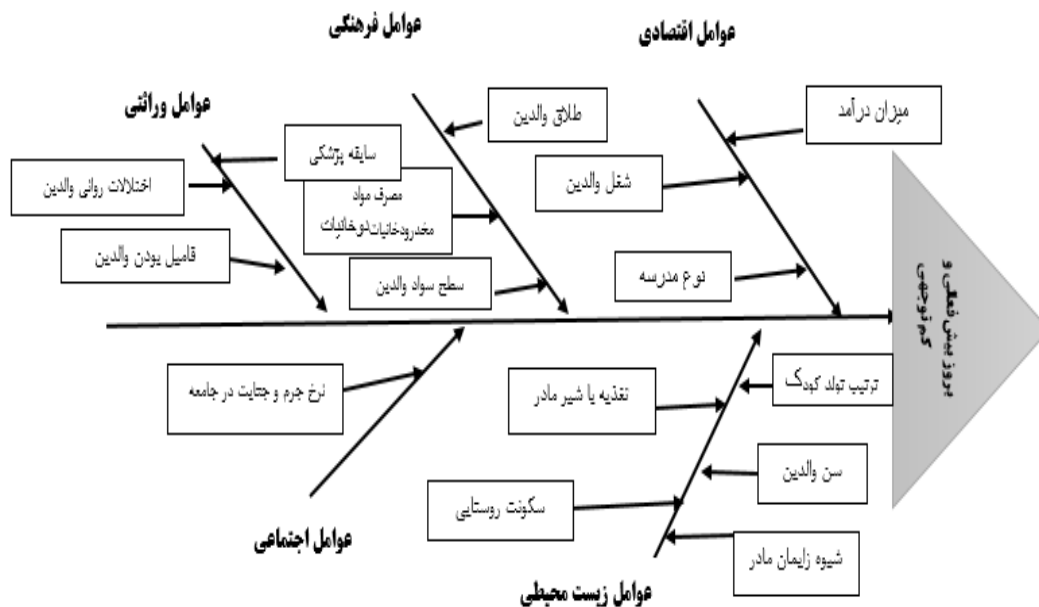 عوامل اقتصادی
عوامل فرهنگی
عوامل وراثتی
میزان درآمد
شغل والدین
نوع مدرسه
طلاق والدین
مصرف مواد
مخدرودخانیات
دوخانیات
سطح سواد والدین
سابقه پزشکی
اختلالات روانی والدین
فامیل بودن والدین
بروز بیش فعالی و
کم توجهی
ترتیب تولد کودک
تغذیه با شیر مادر
سن والدین
سکونت روستایی
شیوه زایمان مادر
نرخ جرم و جنایت در جامعه
عوامل اجتماعی
عوامل زیست محیطی